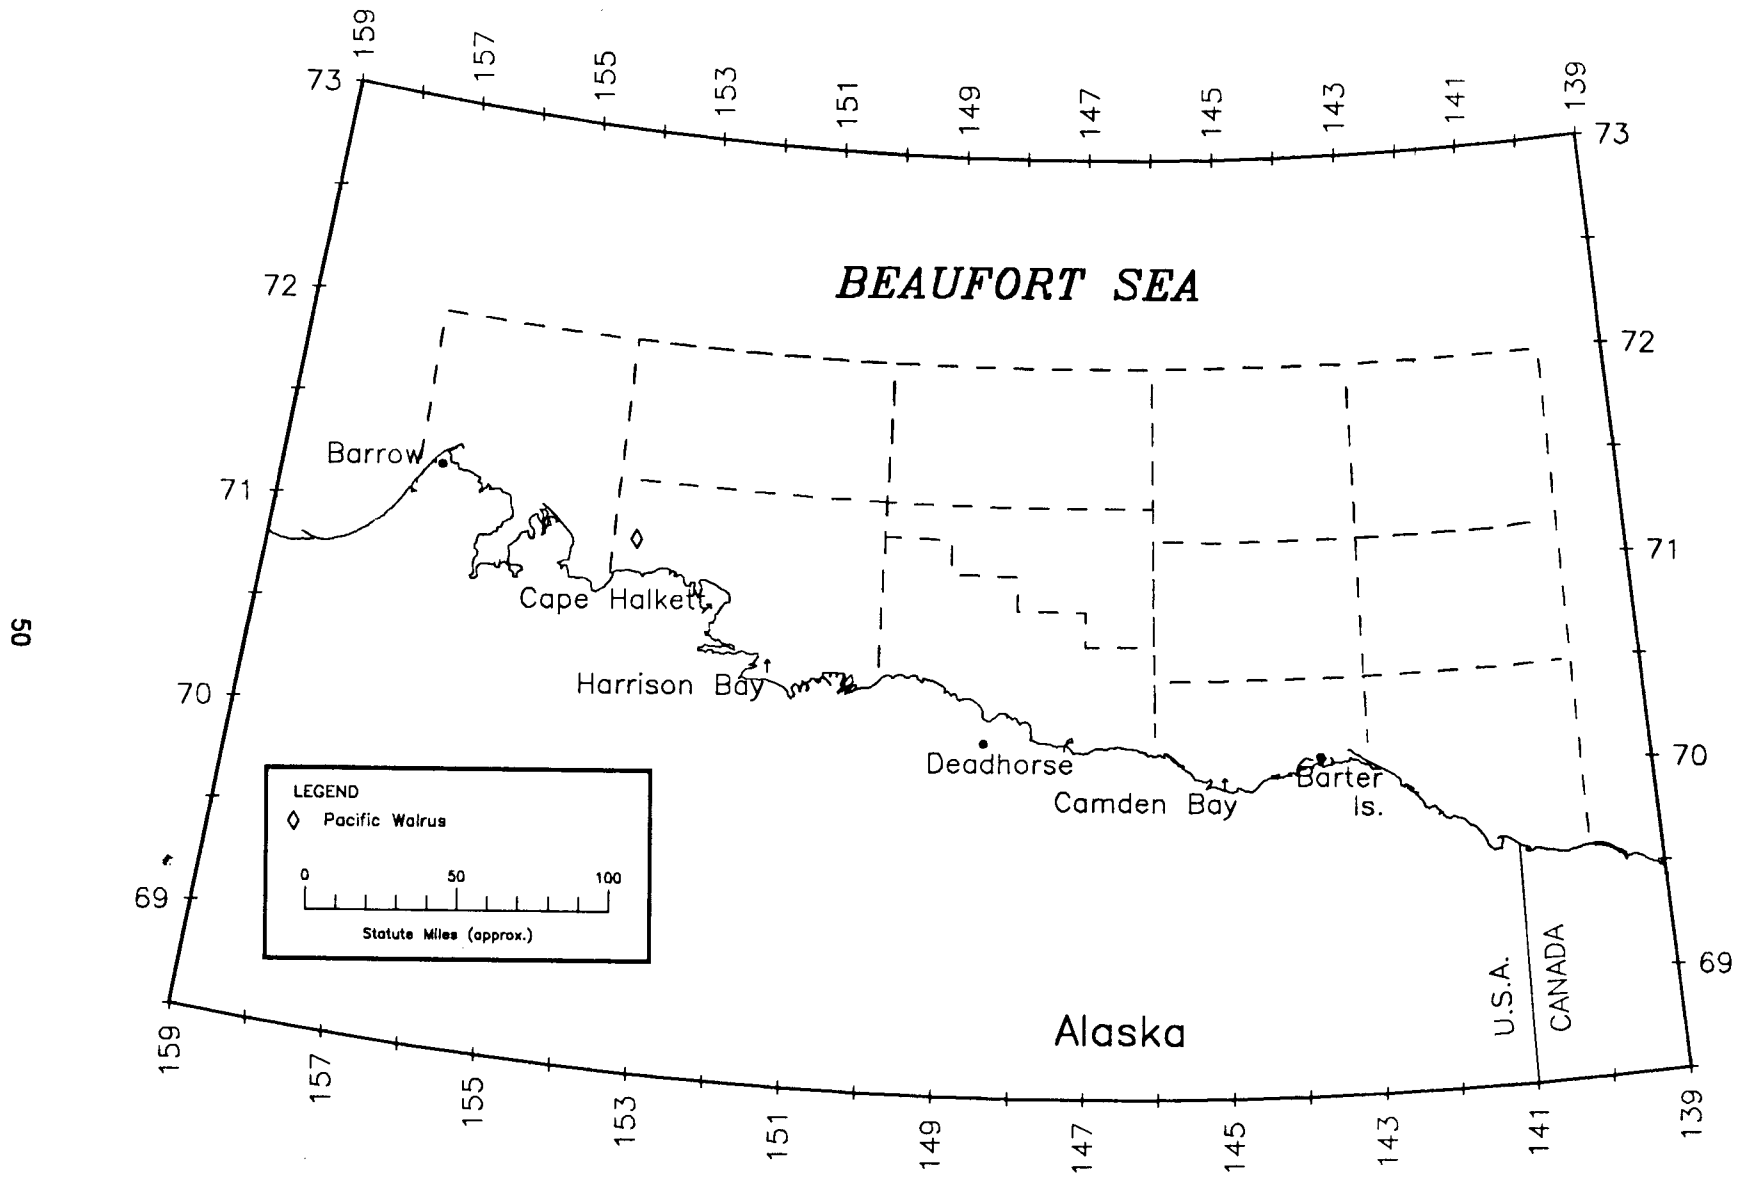 159
157
155
153
151
149
147
145
143
141
139
73
73
BEAUFORT SEA
72
72
Barrow
71
71
Cape Halkett
50
Harrison Bay
70
70
Deadhorse
Barter
Is.
Camden Bay
LEGEND
Pacific Walrus
0 50 100
Statute Miles (approx.)
69
69
U.S.A.
CANADA
Alaska
159
157
155
153
151
149
147
145
143
141
139